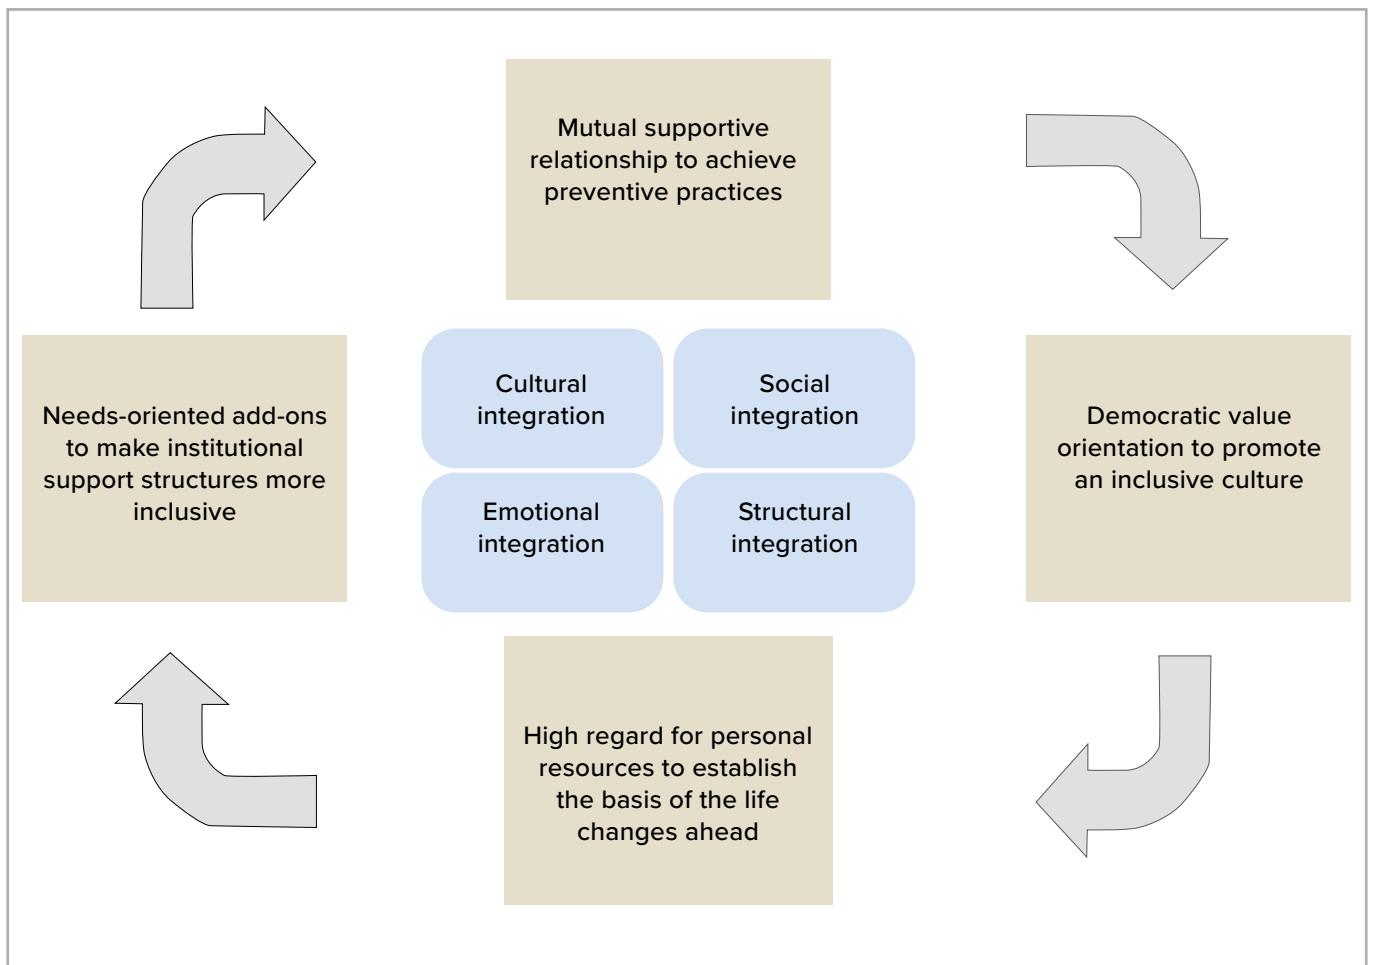 Mutual supportive
relationship to achieve
preventive practices
Needs-oriented add-ons
to make institutional
support structures more
inclusive
Cultural
integration
Social
integration
Emotional
integration
Structural
integration
Democratic value
orientation to promote
an inclusive culture
High regard for personal
resources to establish
the basis of the life
changes ahead